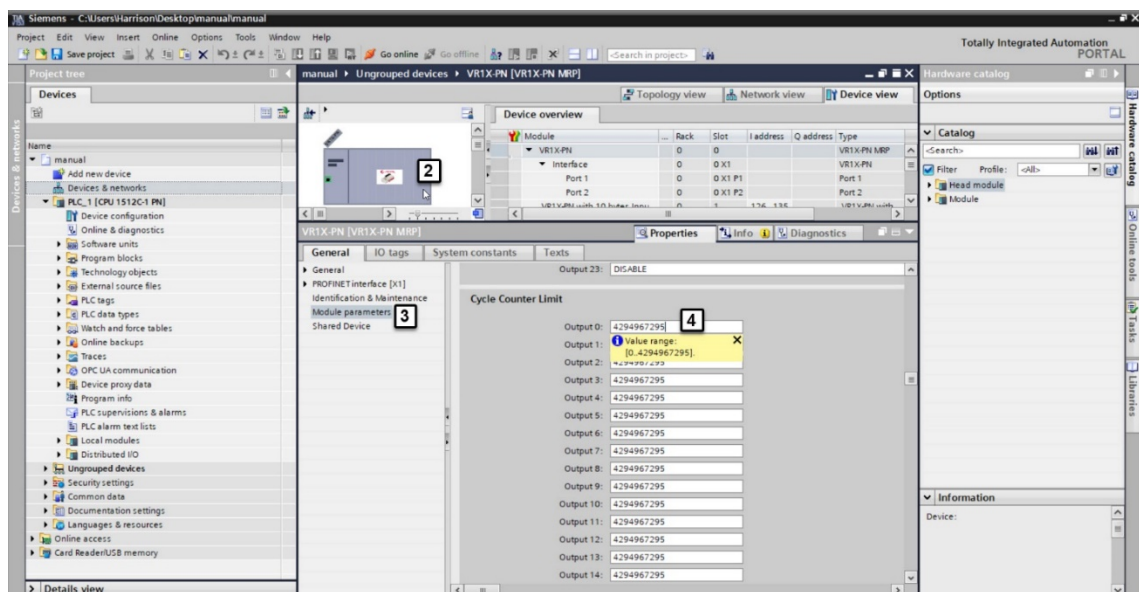 Siemens - C:\Users\Harrison\Desktop\manual\manual
Project Edit View Insert Online Options Tools Window Help
Totally Integrated Automation
PORTAL
Save project Go online Go offline <Search in project>
Project tree
Devices
Name
manual
Add new device
Devices & networks
PLC_1 [CPU 1512C-1 PN]
Device configuration
Online & diagnostics
Software units
Program blocks
Technology objects
External source files
PLC tags
PLC data types
Watch and force tables
Online backups
Traces
OPC UA communication
Device proxy data
Program info
PLC supervisions & alarms
PLC alarm text lists
Local modules
Distributed I/O
Ungrouped devices
Security settings
Common data
Documentation settings
Languages & resources
Online access
Card Reader/USB memory
Details view
Devices & networks
manual Ungrouped devices VR1X-PN [VR1X-PN MRP]
Topology view Network view Device view
2
Device overview
Module ... Rack Slot I address Q address Type
VR1X-PN 0 0 VR1X-PN MRP
Interface 0 0 X1 VR1X-PN
Port 1 0 0 X1 P1 Port 1
Port 2 0 0 X1 P2 Port 2
VR1X-PN [VR1X-PN MRP]
Properties Info Diagnostics
General IO tags System constants Texts
General
PROFINET interface [X1]
Identification & Maintenance
Module parameters
3
Shared Device
Output 23: DISABLE
Cycle Counter Limit
4
Output 0: 4294967295
Output 1: Value range:
[0..4294967295].
Output 2: 4294967295
Output 3: 4294967295
Output 4: 4294967295
Output 5: 4294967295
Output 6: 4294967295
Output 7: 4294967295
Output 8: 4294967295
Output 9: 4294967295
Output 10: 4294967295
Output 11: 4294967295
Output 12: 4294967295
Output 13: 4294967295
Output 14: 4294967295
Hardware catalog
Options
Catalog
<Search>
Filter Profile: <All>
Head module
Module
Information
Device:
Hardware catalog
Online tools
Tasks
Libraries